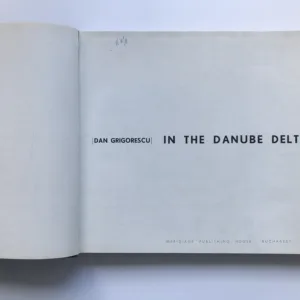 |DAN GRIGORESCU| IN THE DANUBE DELT
MERIDIANE PUBLISHING HOUSE BUCHAREST